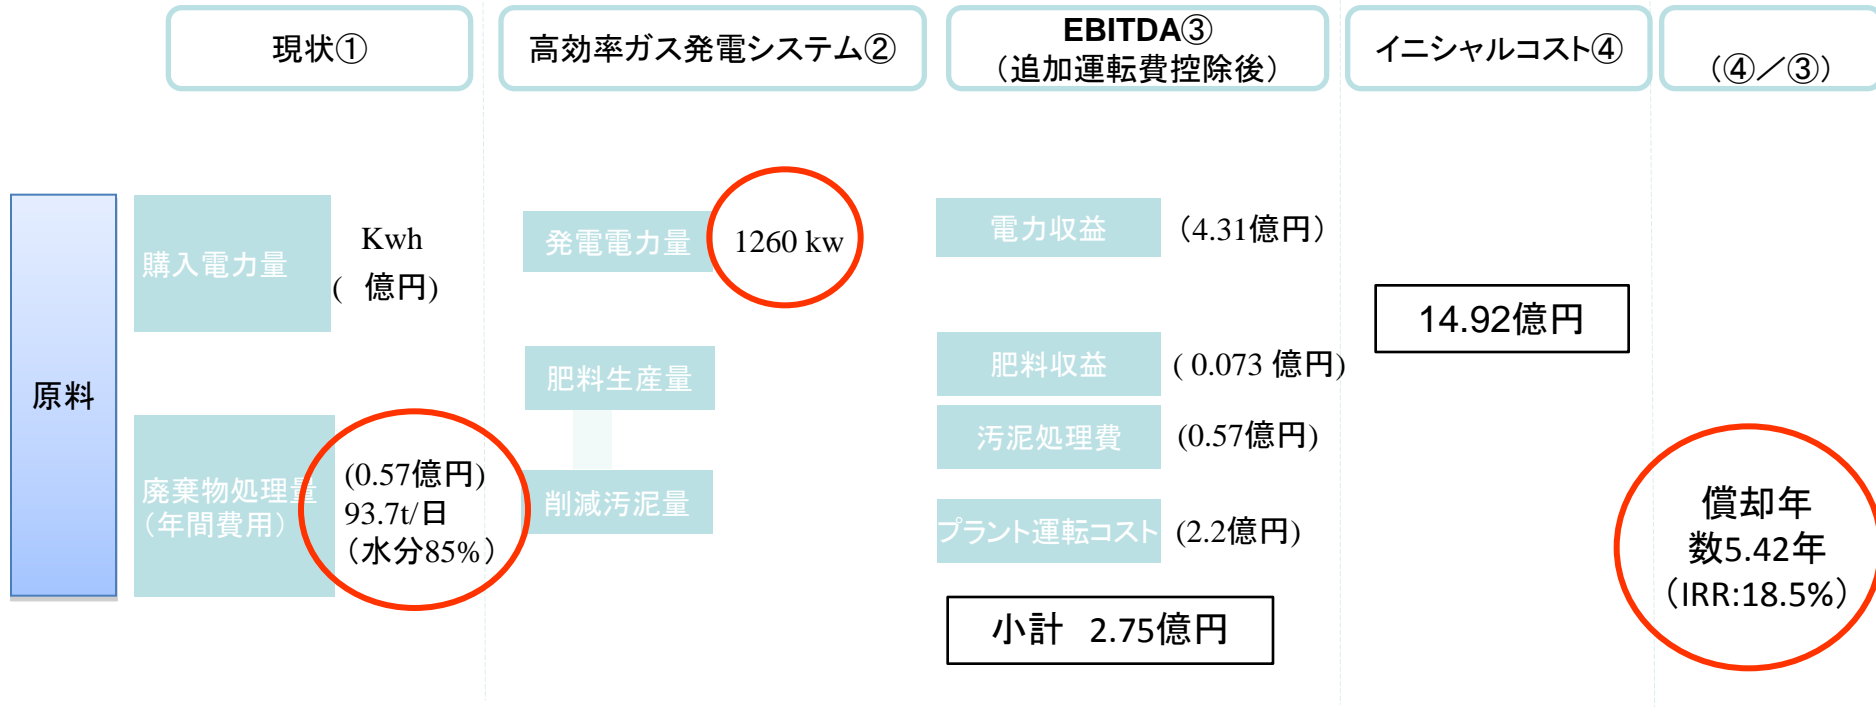 現状①
高効率ガス発電システム②
EBITDA③
（追加運転費控除後）
イニシャルコスト④
（④／③）
原料
購入電力量
Kwh
(　億円)
廃棄物処理量
（年間費用）
(0.57億円)
93.7t/日
（水分85%）
発電電力量
1260 kw
肥料生産量
削減汚泥量
電力収益
（4.31億円）
肥料収益
( 0.073 億円)
汚泥処理費
(0.57億円)
プラント運転コスト
(2.2億円)
小計　2.75億円
14.92億円
償却年
数5.42年
（IRR:18.5%）